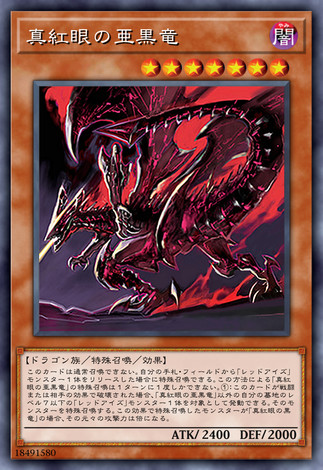 真紅眼の亜黒竜
闇
やみ
【ドラゴン族／特殊召喚／効果】
このカードは通常召喚できない。自分の手札・フィールドから「レッドアイズ」
モンスター１体をリリースした場合に特殊召喚できる。この方法による「真紅
眼の亜黒竜」の特殊召喚は１ターンに１度しかできない。①：このカードが戦闘
または相手の効果で破壊された場合、「真紅眼の亜黒竜」以外の自分の墓地のレ
ベル７以下の「レッドアイズ」モンスター１体を対象として発動できる。そのモン
スターを特殊召喚する。この効果で特殊召喚したモンスターが「真紅眼の黒
竜」の場合、その元々の攻撃力は倍になる。
ATK/ 2400 DEF/2000
18491580